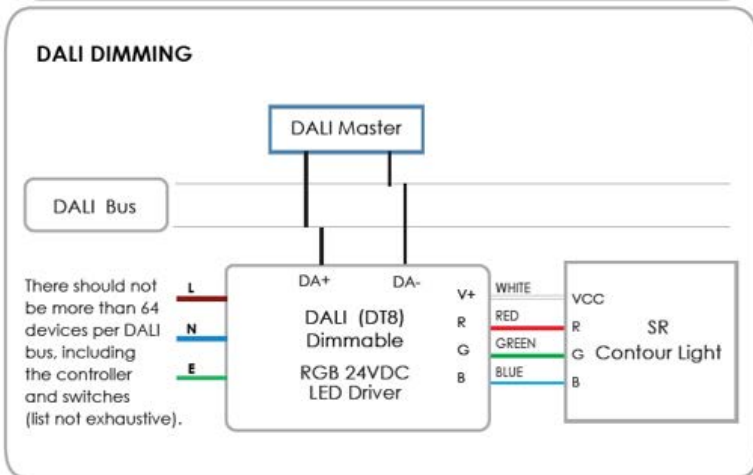 DALI DIMMING
DALI Master
DALI Bus
There should not
be more than 64
devices per DALI
bus, including
the controller
and switches
(list not exhaustive).
L
N
E
DA+ DA-
DALI (DT8)
Dimmable
RGB 24VDC
LED Driver
V+
R
G
B
WHITE
RED
GREEN
BLUE
VCC
R
G
B
SR
Contour Light